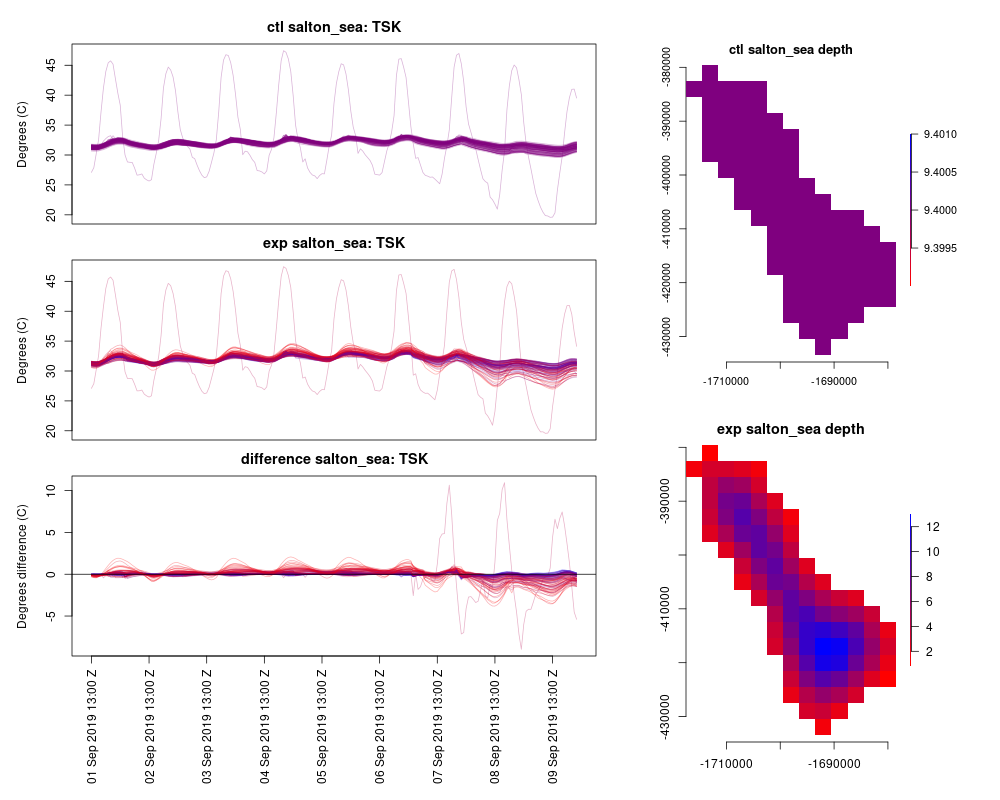 ctl salton_sea: TSK
Degrees (C)
45
40
35
30
25
20
exp salton_sea: TSK
Degrees (C)
45
40
35
30
25
20
difference salton_sea: TSK
Degrees difference (C)
10
5
0
-5
01 Sep 2019 13:00 Z
02 Sep 2019 13:00 Z
03 Sep 2019 13:00 Z
04 Sep 2019 13:00 Z
05 Sep 2019 13:00 Z
06 Sep 2019 13:00 Z
07 Sep 2019 13:00 Z
08 Sep 2019 13:00 Z
09 Sep 2019 13:00 Z
ctl salton_sea depth
-380000
-390000
-400000
-410000
-420000
-430000
-1710000
-1690000
9.4010
9.4005
9.4000
9.3995
exp salton_sea depth
-390000
-410000
-430000
-1710000
-1690000
12
10
8
6
4
2